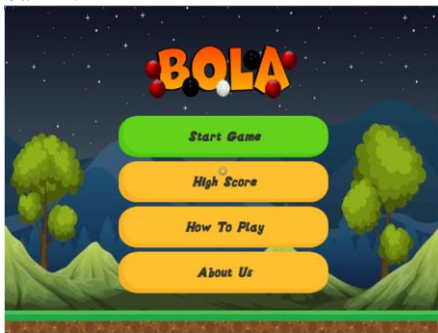 BOLA
Start Game
High Score
How To Play
About Us